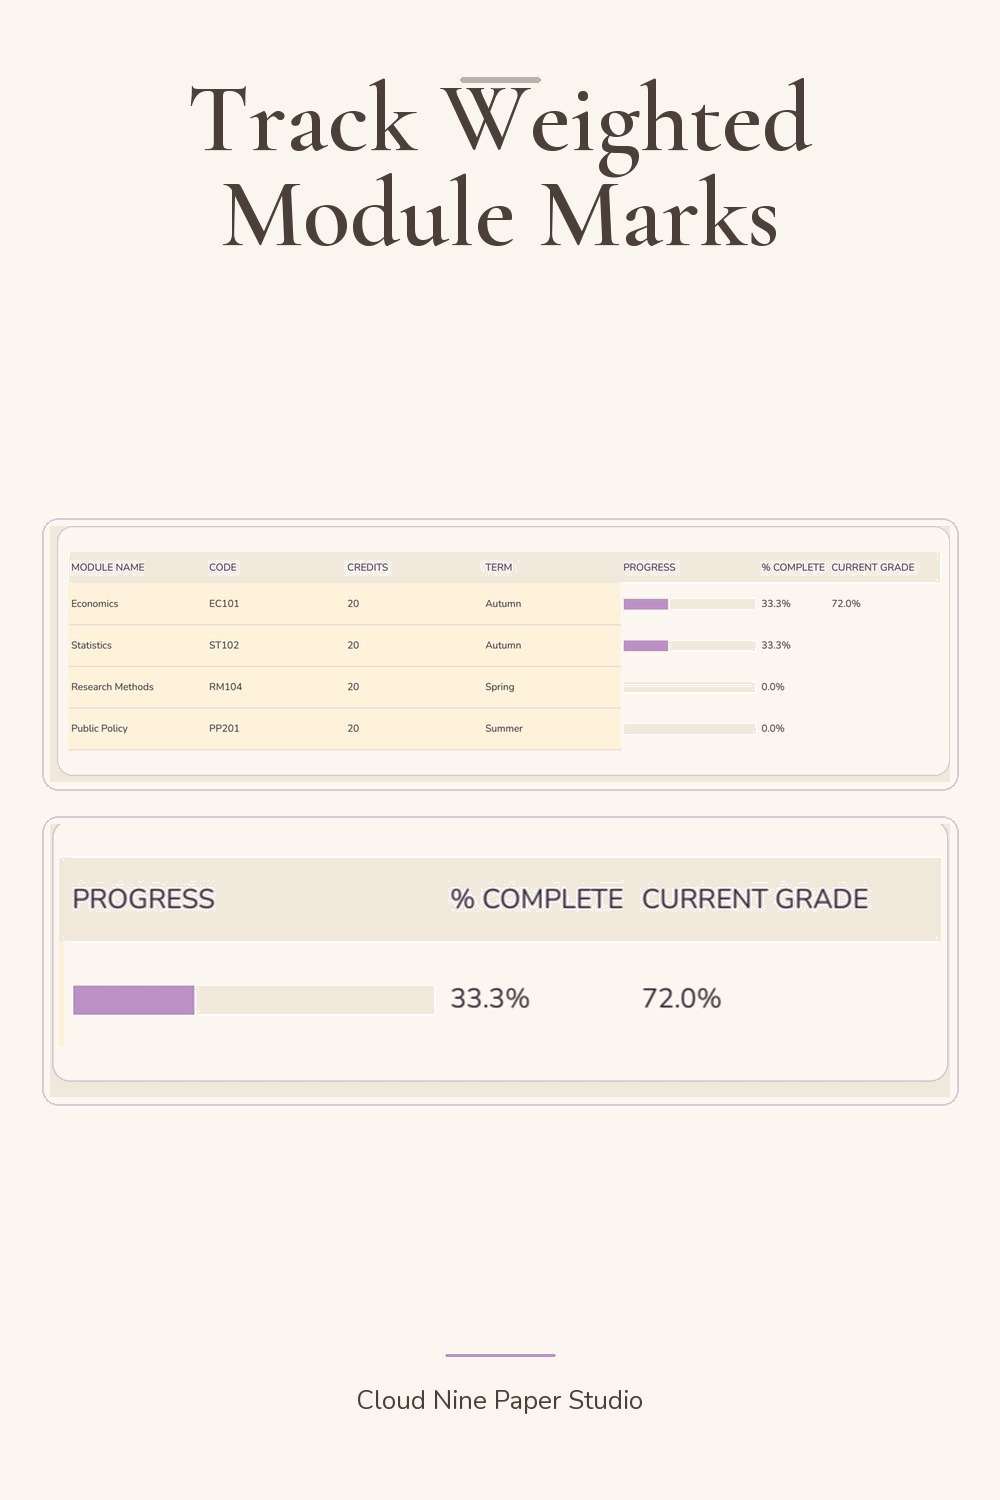 Track Weighted
Module Marks
MODULE NAME CODE CREDITS TERM PROGRESS % COMPLETE CURRENT GRADE
Economics EC101 20 Autumn 33.3% 72.0%
Statistics ST102 20 Autumn 33.3%
Research Methods RM104 20 Spring 0.0%
Public Policy PP201 20 Summer 0.0%
PROGRESS % COMPLETE CURRENT GRADE
33.3% 72.0%
Cloud Nine Paper Studio